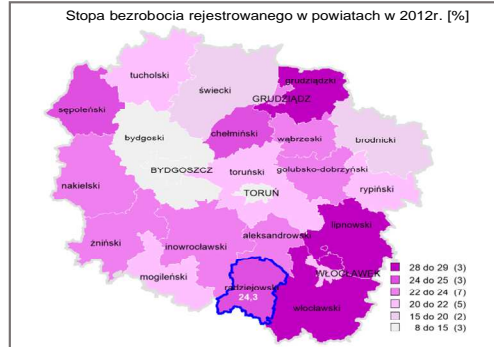 Stopa bezrobocia rejestrowanego w powiatach w 2012r. [%]
tucholski
świecki
grudziądzki
GRUDZIĄDZ
sępoleński
chełmiński
bydgoski
wąbrzeski
brodnicki
BYDGOSZCZ
toruński
golubsko-dobrzyński
nakielski
TORUŃ
rypiński
lipnowski
aleksandrowski
żniński
inowrocławski
mogileński
WŁOCŁAWEK
radziejowski
24,3
włocławski
28 do 29 (3)
24 do 25 (3)
22 do 24 (7)
20 do 22 (5)
15 do 20 (2)
8 do 15 (3)